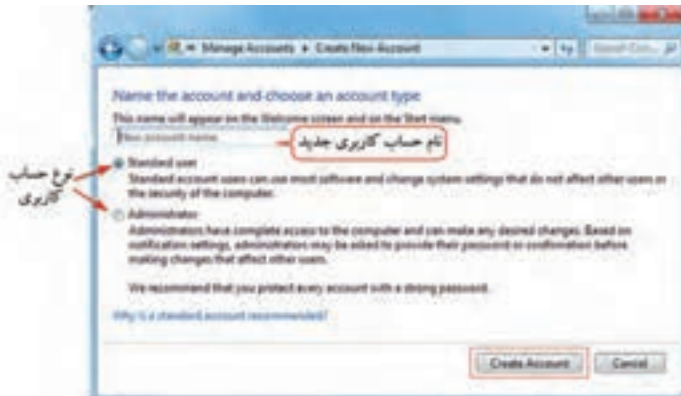 Manage Accounts ▸ Create New Account
Name the account and choose an account type
This name will appear on the Welcome screen and on the Start menu.
New account name
نام حساب کاربری جدید
نوع حساب
کاربری
Standard user
Standard account users can use most software and change system settings that do not affect other users or
the security of the computer.
Administrator
Administrators have complete access to the computer and can make any desired changes. Based on
notification settings, administrators may be asked to provide their password or confirmation before
making changes that affect other users.
We recommend that you protect every account with a strong password.
Why is a standard account recommended?
Create Account
Cancel